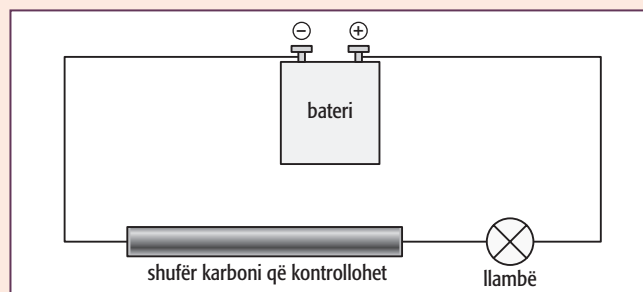 − +
bateri
shufër karboni që kontrollohet
llambë